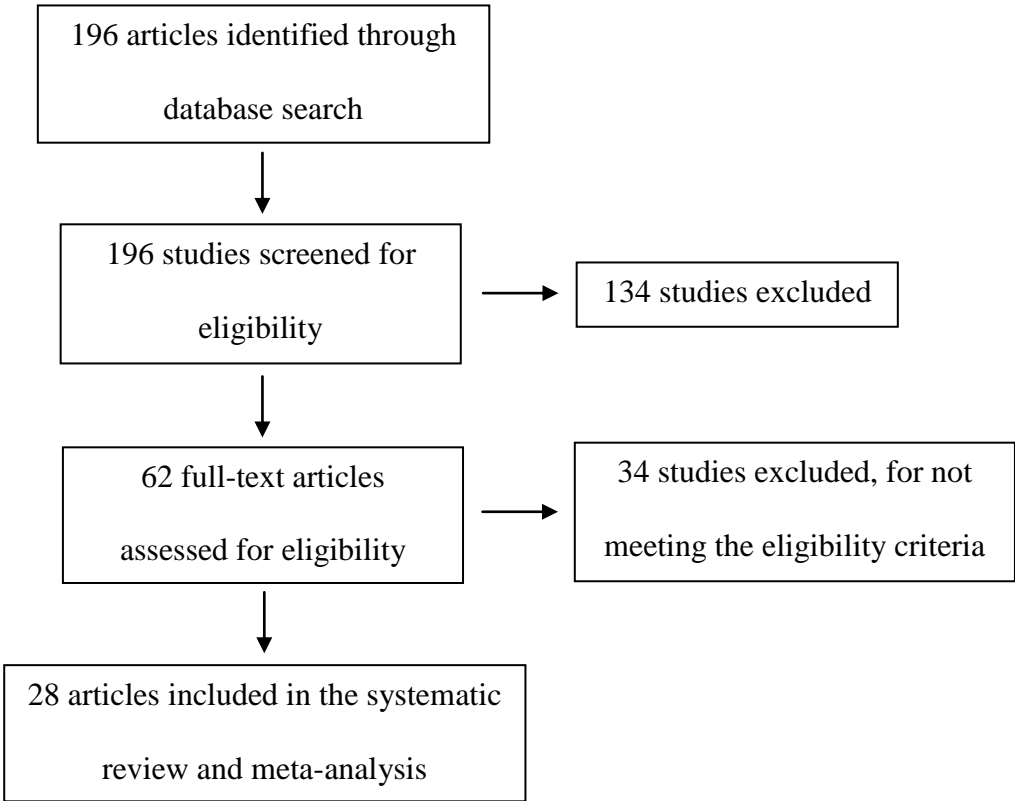 196 articles identified through
database search
196 studies screened for
eligibility
134 studies excluded
62 full-text articles
assessed for eligibility
34 studies excluded, for not
meeting the eligibility criteria
28 articles included in the systematic
review and meta-analysis